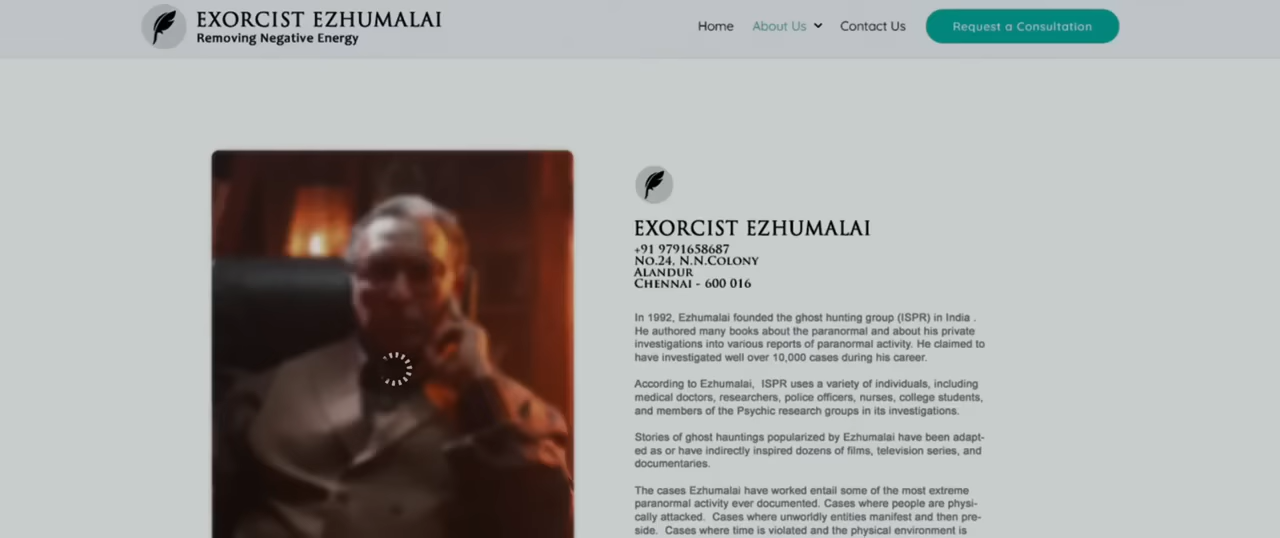 EXORCIST EZHUMALAI
Removing Negative Energy
Home
About Us
Contact Us
Request a Consultation
EXORCIST EZHUMALAI
+91 9791658687
No.24, N.N.Colony
Alandur
Chennai - 600 016
In 1992, Ezhumalai founded the ghost hunting group (ISPR) in India .
He authored many books about the paranormal and about his private
investigations into various reports of paranormal activity. He claimed to
have investigated well over 10,000 cases during his career.
According to Ezhumalai, ISPR uses a variety of individuals, including
medical doctors, researchers, police officers, nurses, college students,
and members of the Psychic research groups in its investigations.
Stories of ghost hauntings popularized by Ezhumalai have been adapt-
ed as or have indirectly inspired dozens of films, television series, and
documentaries.
The cases Ezhumalai have worked entail some of the most extreme
paranormal activity ever documented. Cases where people are physi-
cally attacked. Cases where unworldly entities manifest and then pre-
side. Cases where time is violated and the physical environment is